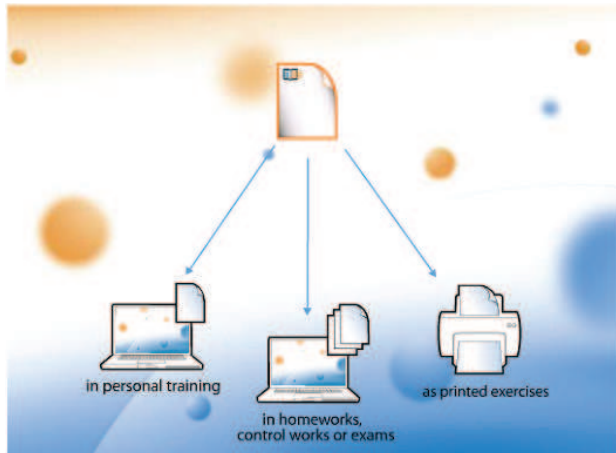 in personal training
in homeworks,
control works or exams
as printed exercises